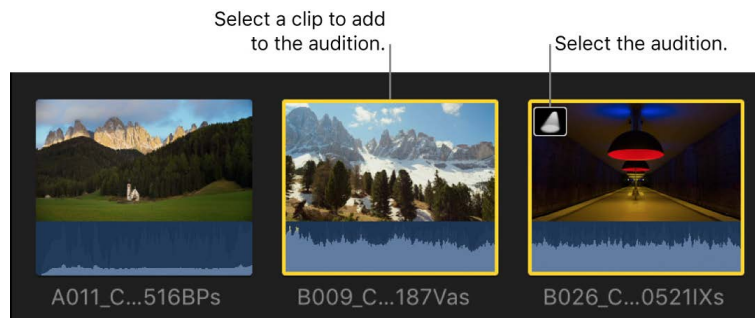 Select a clip to add
to the audition.
Select the audition.
A011_C...516BPs
B009_C...187Vas
B026_C...0521IXs